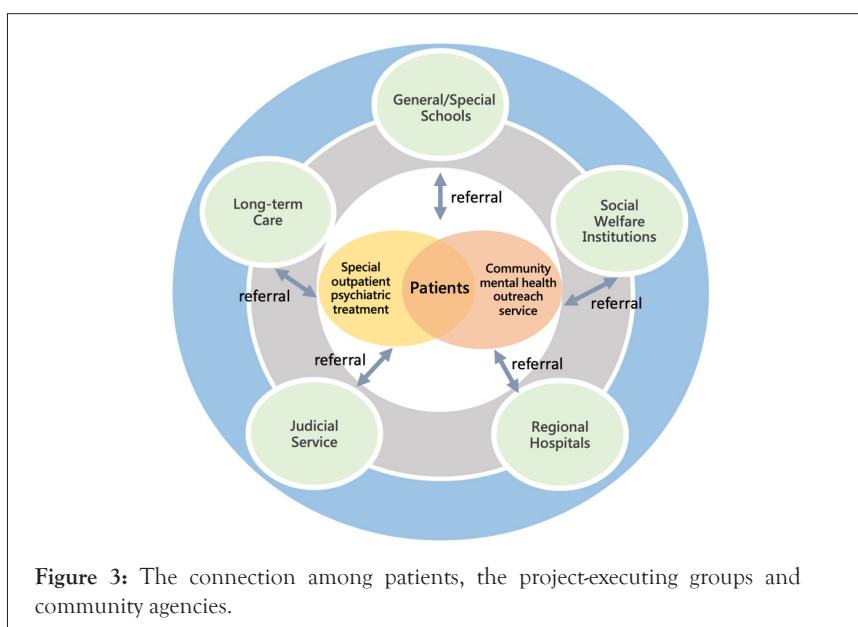 General/Special
Schools
referral
Long-term
Care
Social
Welfare
Institutions
Special
outpatient
psychiatric
treatment
Patients
Community
mental health
outreach
service
referral
referral
referral
referral
Judicial
Service
Regional
Hospitals
Figure 3: The connection among patients, the project-executing groups and
community agencies.